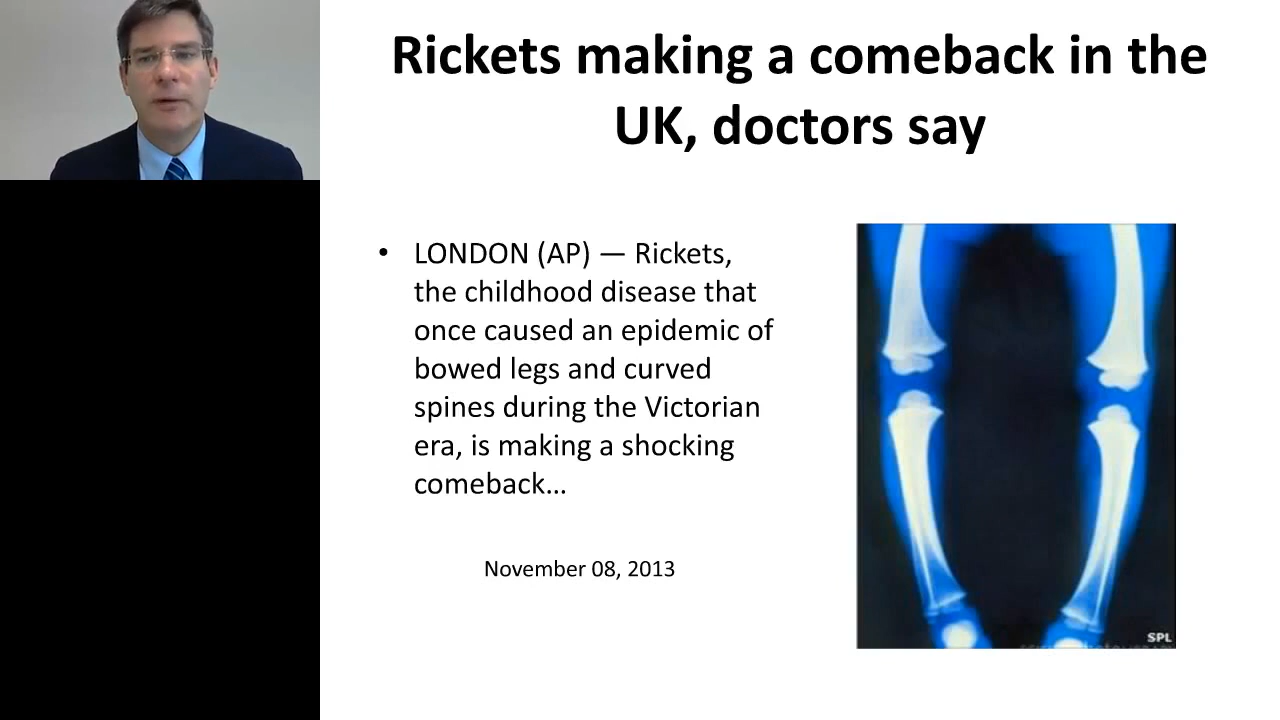 Rickets making a comeback in the
UK, doctors say
• LONDON (AP) — Rickets,
the childhood disease that
once caused an epidemic of
bowed legs and curved
spines during the Victorian
era, is making a shocking
comeback…
November 08, 2013
SPL